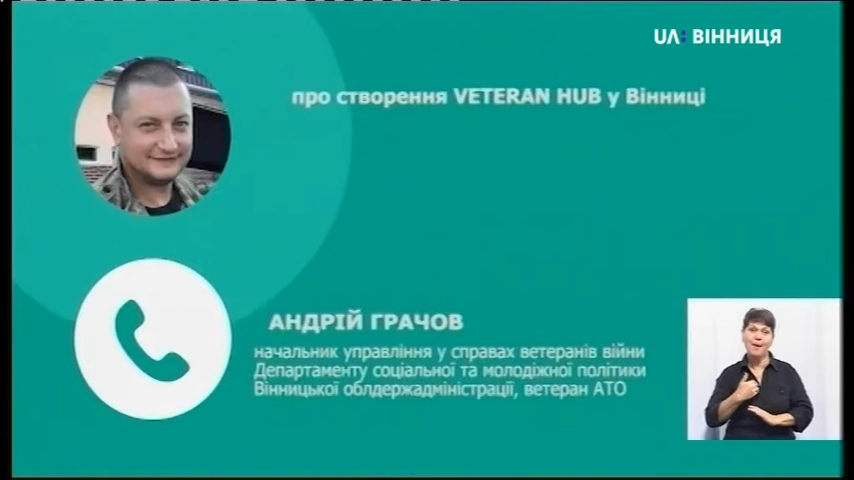 UA: ВІННИЦЯ
про створення VETERAN HUB у Вінниці
АНДРІЙ ГРАЧОВ
начальник управління у справах ветеранів війни
Департаменту соціальної та молодіжної політики
Вінницької облдержадміністрації, ветеран АТО